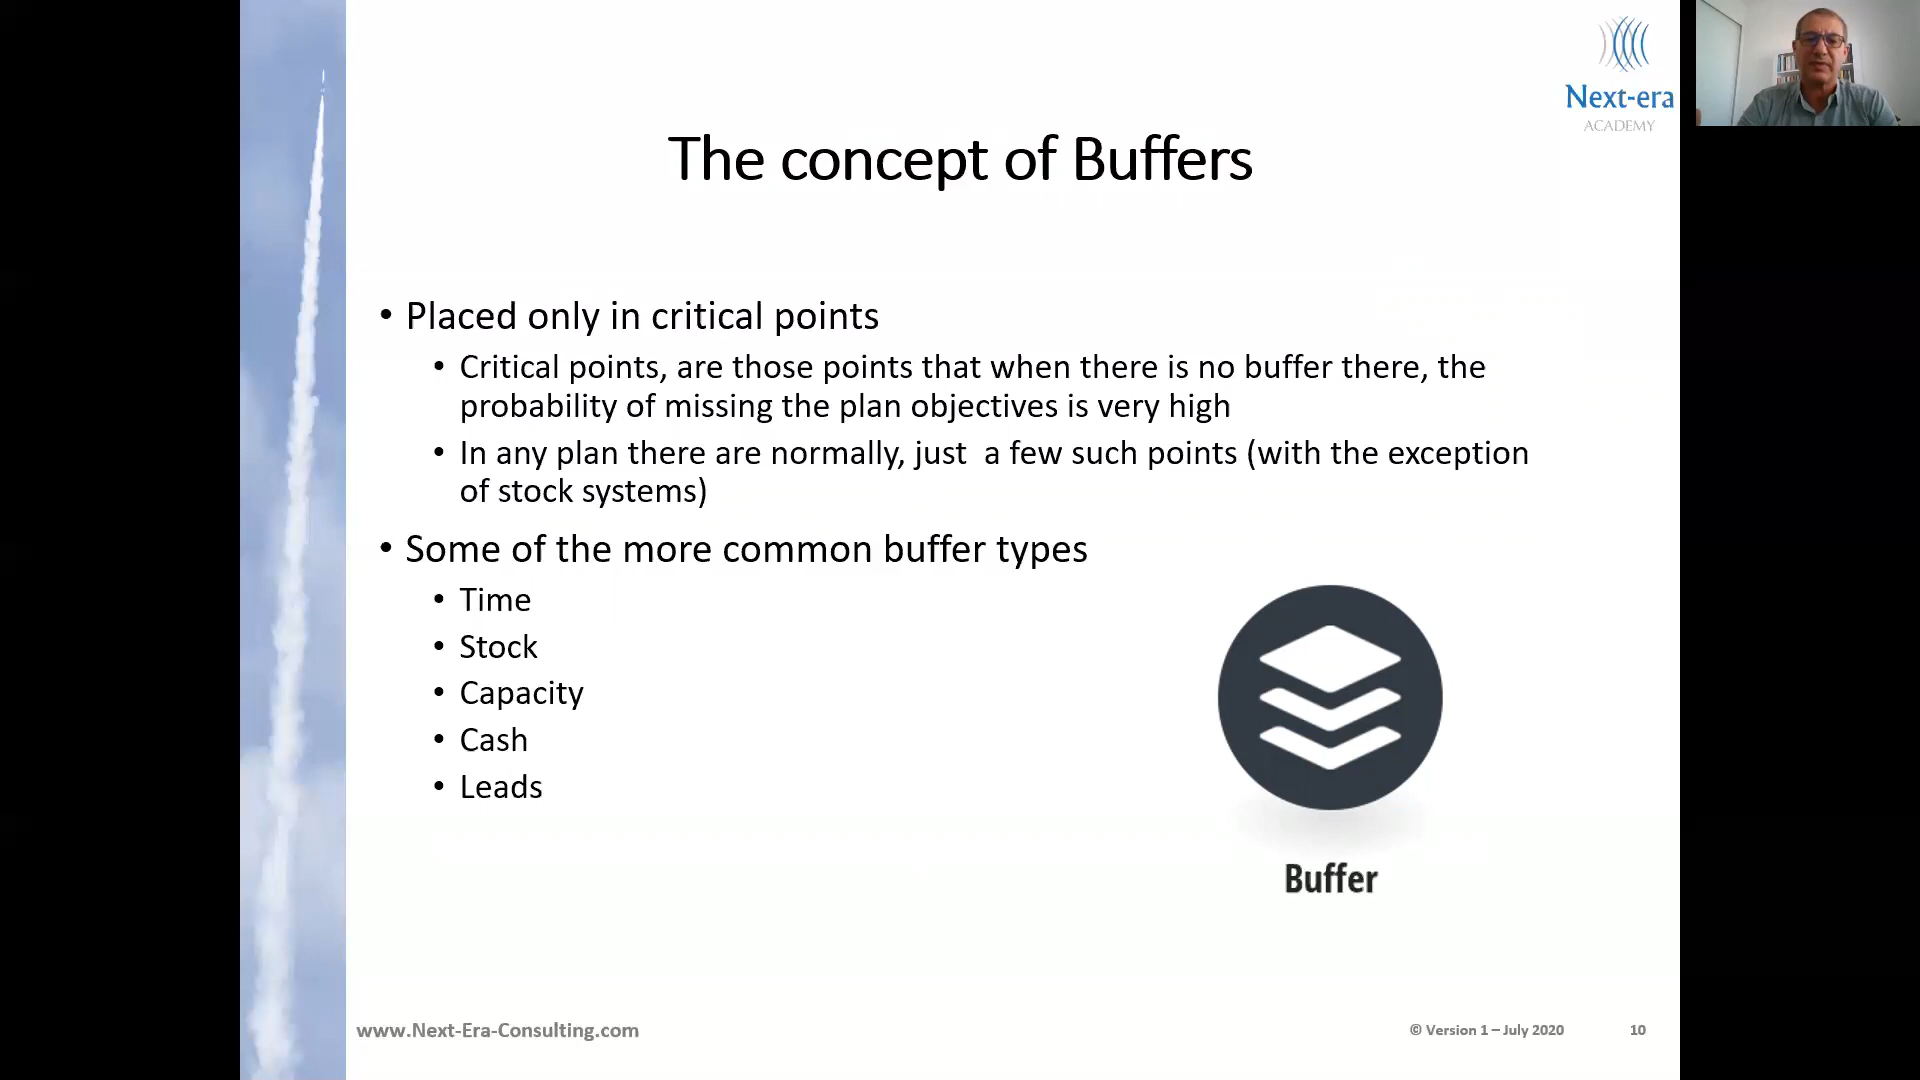 Next-era
ACADEMY
The concept of Buffers
• Placed only in critical points
• Critical points, are those points that when there is no buffer there, the
probability of missing the plan objectives is very high
• In any plan there are normally, just  a few such points (with the exception
of stock systems)
• Some of the more common buffer types
• Time
• Stock
• Capacity
• Cash
• Leads
Buffer
www.Next-Era-Consulting.com
© Version 1 – July 2020
10